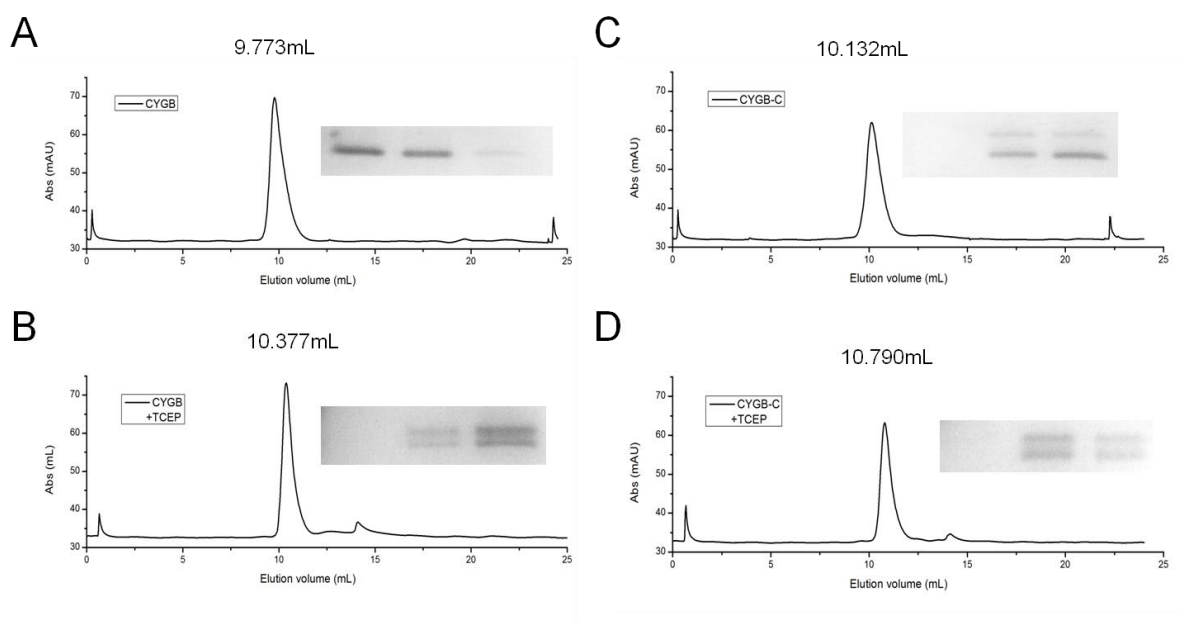 A
9.773mL
CYGB
70
60
50
40
30
Abs (mAU)
0 5 10 15 20 25
Elution volume (mL)
B
10.377mL
CYGB
+TCEP
70
60
50
40
30
Abs (mL)
0 5 10 15 20 25
Elution volume (mL)
C
10.132mL
CYGB-C
70
60
50
40
30
Abs (mAU)
0 5 10 15 20 25
Elution volume (mL)
D
10.790mL
CYGB-C
+TCEP
70
60
50
40
30
Abs (mAU)
0 5 10 15 20 25
Elution volume (mL)